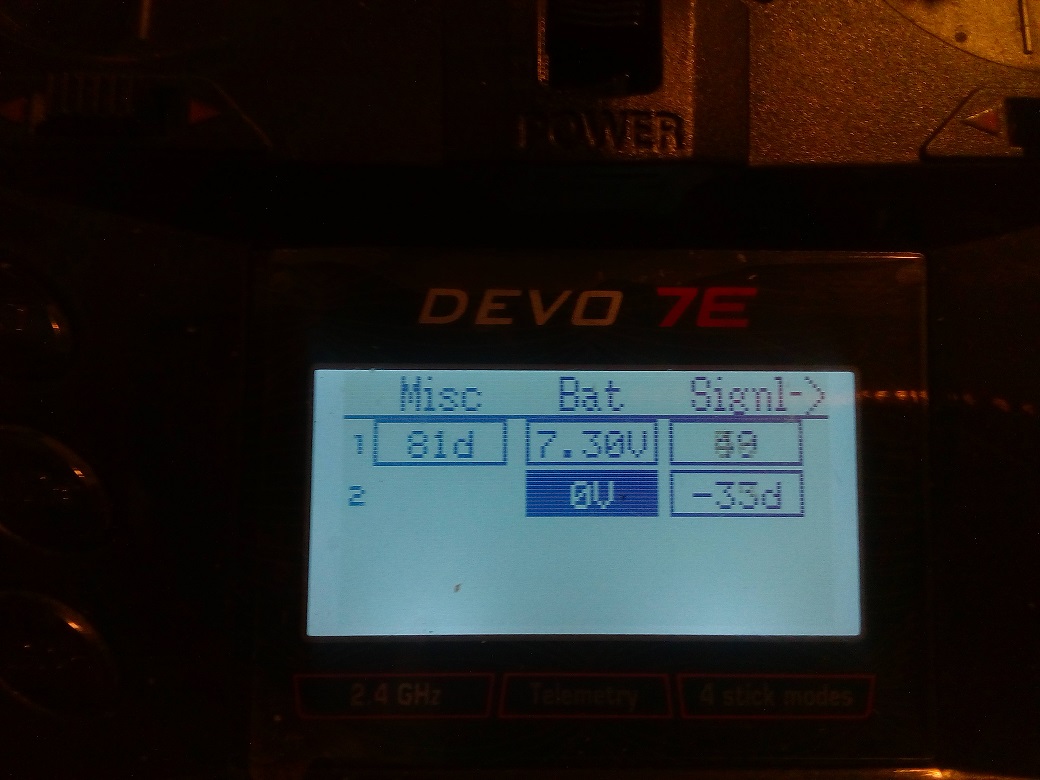 POWER
DEVO 7E
Misc Bat Signl->
1 81d 7.30V
2 0V -33d
2.4 GHz Telemetry 4 stick modes